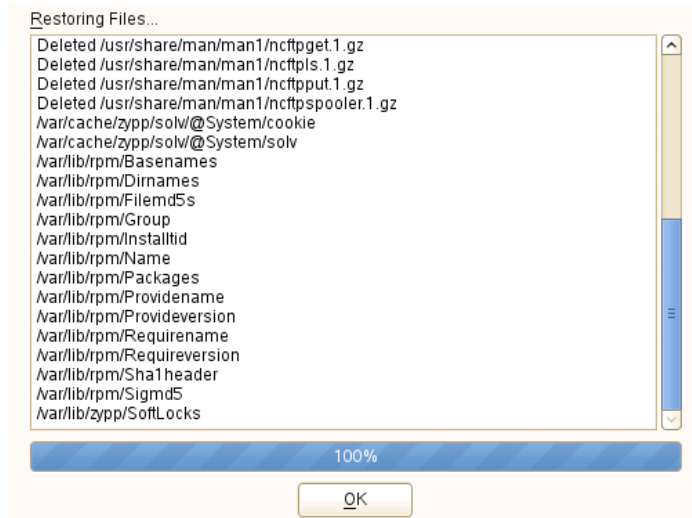 Restoring Files...
Deleted /usr/share/man/man1/ncftpget.1.gz
Deleted /usr/share/man/man1/ncftpls.1.gz
Deleted /usr/share/man/man1/ncftpput.1.gz
Deleted /usr/share/man/man1/ncftpspooler.1.gz
/var/cache/zypp/solv/@System/cookie
/var/cache/zypp/solv/@System/solv
/var/lib/rpm/Basenames
/var/lib/rpm/Dirnames
/var/lib/rpm/Filemd5s
/var/lib/rpm/Group
/var/lib/rpm/Installtid
/var/lib/rpm/Name
/var/lib/rpm/Packages
/var/lib/rpm/Providename
/var/lib/rpm/Provideversion
/var/lib/rpm/Requirename
/var/lib/rpm/Requireversion
/var/lib/rpm/Sha1header
/var/lib/rpm/Sigmd5
/var/lib/zypp/SoftLocks
100%
OK